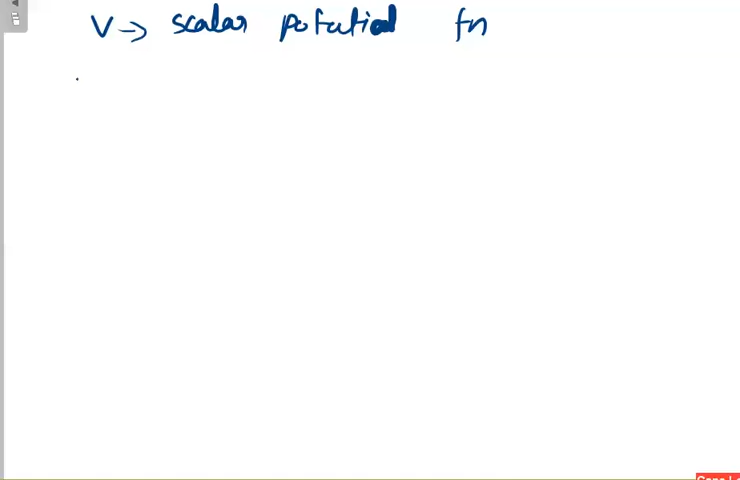 V → scalar potential fn